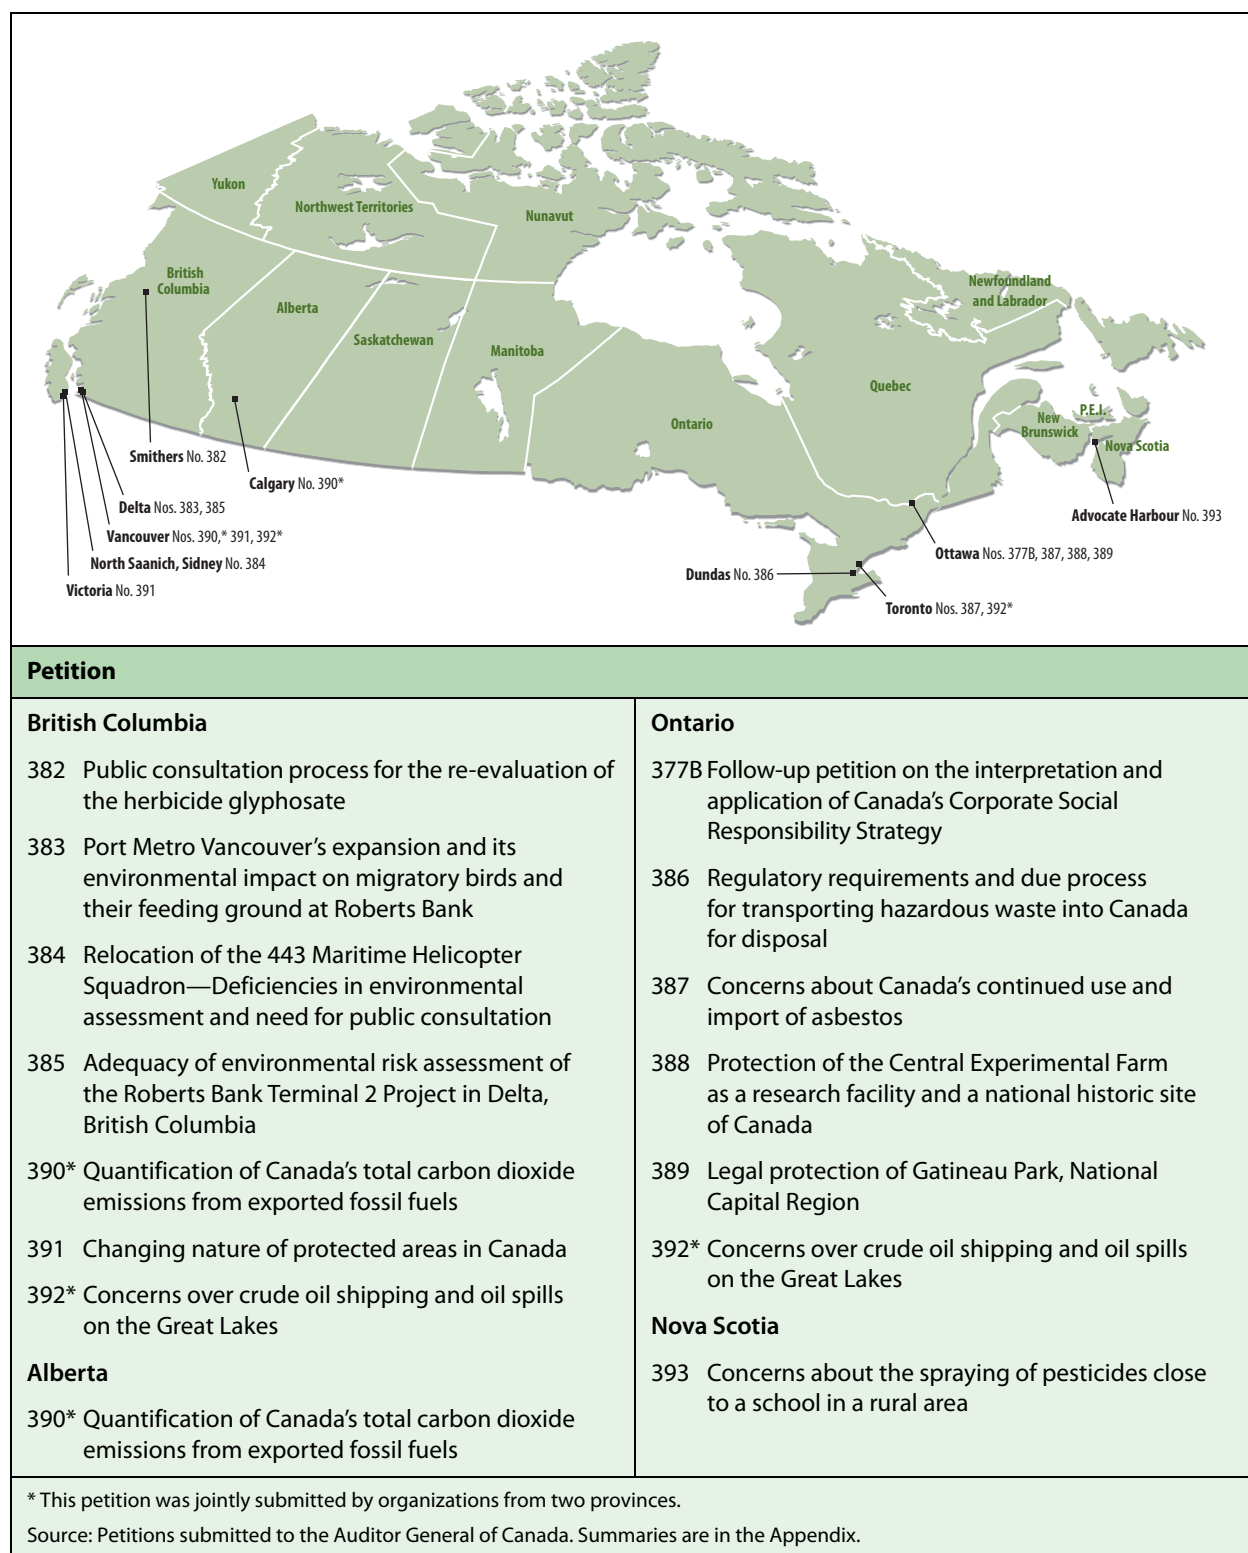 Yukon
Northwest Territories
Nunavut
British
Columbia
Alberta
Saskatchewan
Manitoba
Ontario
Quebec
Newfoundland
and Labrador
New
Brunswick
P.E.I.
Nova Scotia
Smithers No. 382
Calgary No. 390*
Delta Nos. 383, 385
Vancouver Nos. 390,* 391, 392*
North Saanich, Sidney No. 384
Victoria No. 391
Advocate Harbour No. 393
Ottawa Nos. 377B, 387, 388, 389
Dundas No. 386
Toronto Nos. 387, 392*
Petition
British Columbia
382 Public consultation process for the re-evaluation of
the herbicide glyphosate
383 Port Metro Vancouver’s expansion and its
environmental impact on migratory birds and
their feeding ground at Roberts Bank
384 Relocation of the 443 Maritime Helicopter
Squadron—Deficiencies in environmental
assessment and need for public consultation
385 Adequacy of environmental risk assessment of
the Roberts Bank Terminal 2 Project in Delta,
British Columbia
390* Quantification of Canada’s total carbon dioxide
emissions from exported fossil fuels
391 Changing nature of protected areas in Canada
392* Concerns over crude oil shipping and oil spills
on the Great Lakes
Alberta
390* Quantification of Canada’s total carbon dioxide
emissions from exported fossil fuels
Ontario
377B Follow-up petition on the interpretation and
application of Canada’s Corporate Social
Responsibility Strategy
386 Regulatory requirements and due process
for transporting hazardous waste into Canada
for disposal
387 Concerns about Canada’s continued use and
import of asbestos
388 Protection of the Central Experimental Farm
as a research facility and a national historic site
of Canada
389 Legal protection of Gatineau Park, National
Capital Region
392* Concerns over crude oil shipping and oil spills
on the Great Lakes
Nova Scotia
393 Concerns about the spraying of pesticides close
to a school in a rural area
* This petition was jointly submitted by organizations from two provinces.
Source: Petitions submitted to the Auditor General of Canada. Summaries are in the Appendix.